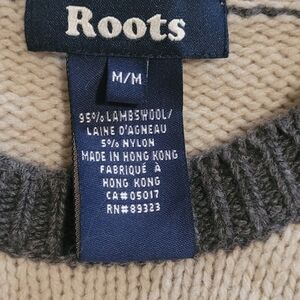 Roots
M/M
95% LAMBSWOOL/
LAINE D'AGNEAU
5% NYLON
MADE IN HONG KONG
FABRIQUÉ À
HONG KONG
CA# 05017
RN# 89323